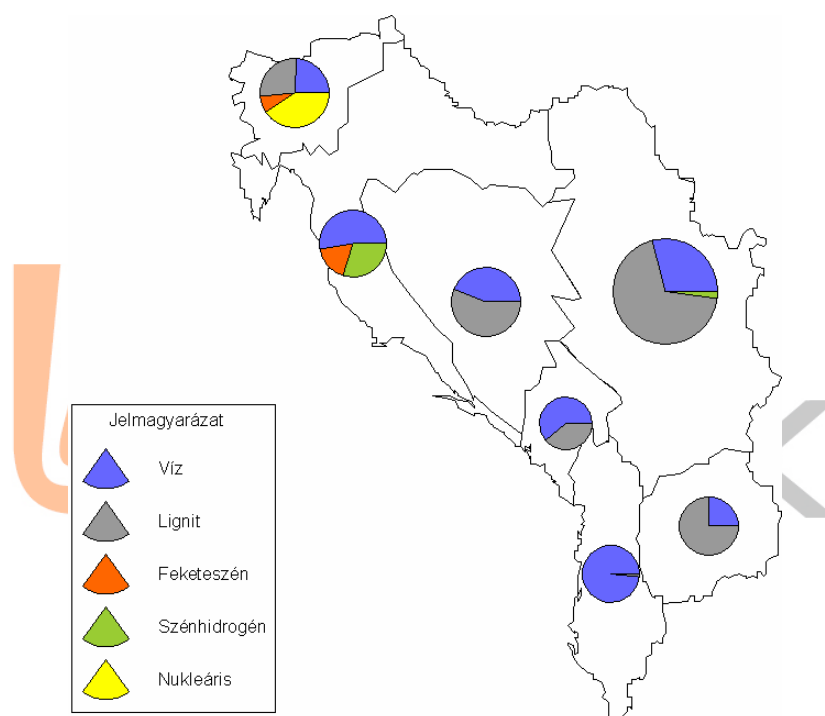 Jelmagyarázat
Víz
Lignit
Feketeszén
Szénhidrogén
Nukleáris